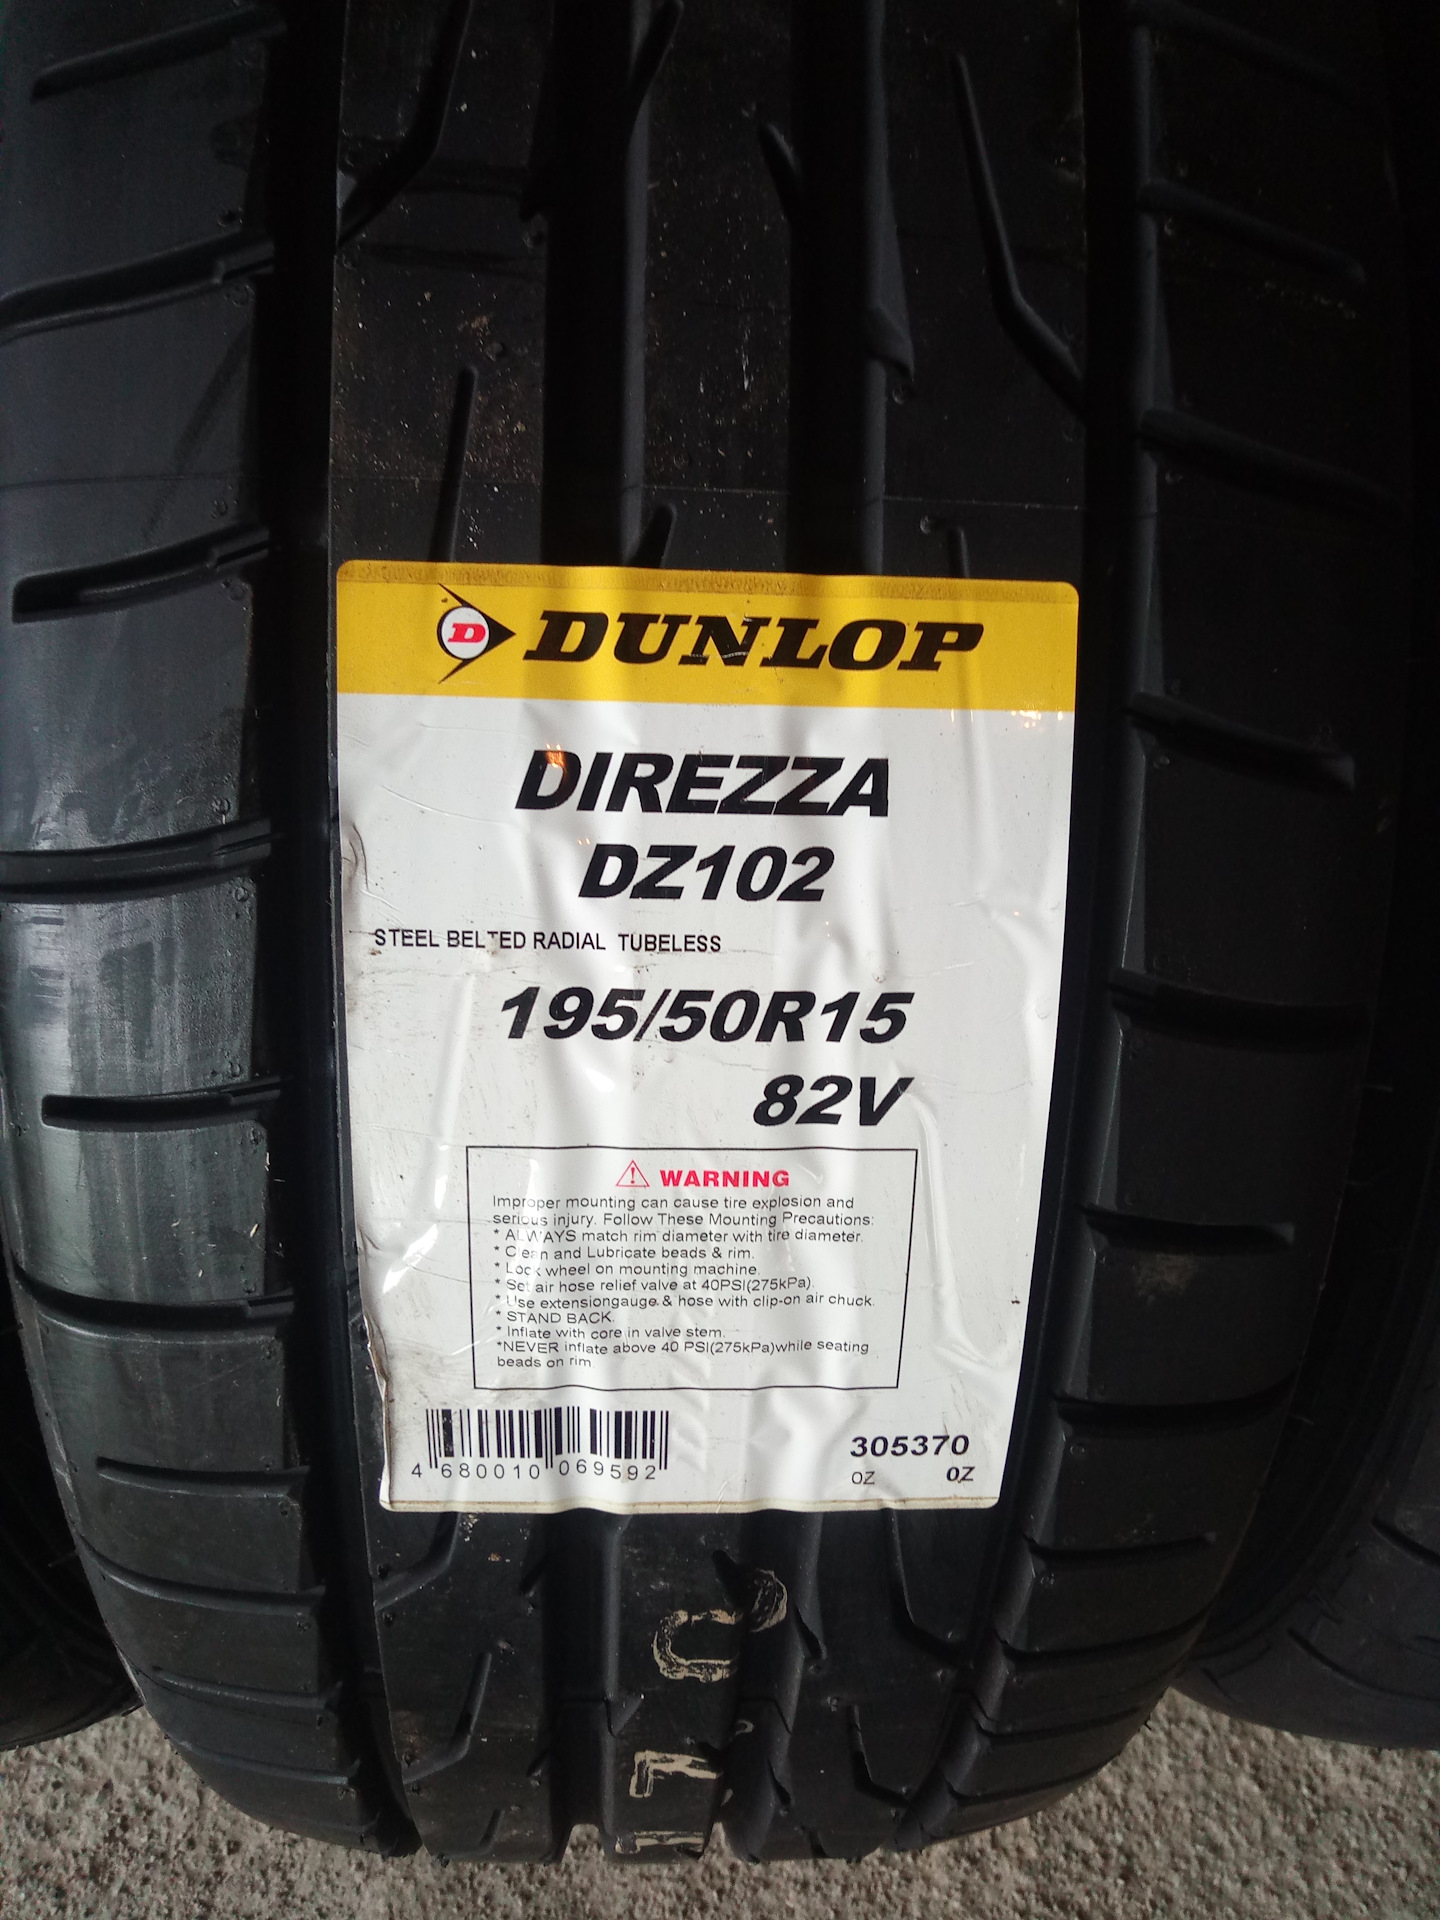 D DUNLOP
DIREZZA
DZ102
STEEL BELTED RADIAL TUBELESS
195/50R15
82V
WARNING
Improper mounting can cause tire explosion and
serious injury. Follow These Mounting Precautions:
* ALWAYS match rim diameter with tire diameter.
* Clean and Lubricate beads & rim.
* Lock wheel on mounting machine.
* Set air hose relief valve at 40PSI(275kPa).
* Use extensiongauge & hose with clip-on air chuck.
* STAND BACK.
* Inflate with core in valve stem.
*NEVER inflate above 40 PSI(275kPa)while seating
beads on rim
4 680010 069592
305370
OZ OZ